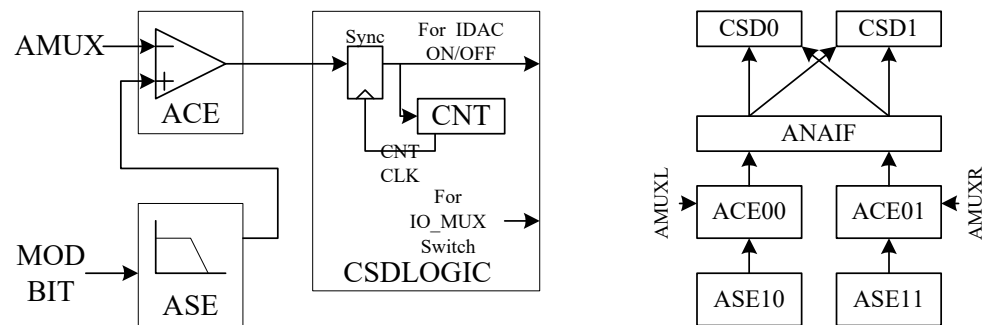 AMUX
ACE
Sync
For IDAC
ON/OFF
CNT
CNT
CLK
For
IO_MUX
Switch
CSDLOGIC
MOD
BIT
ASE
CSD0
CSD1
ANAIF
AMUXL
ACE00
ACE01
AMUXR
ASE10
ASE11